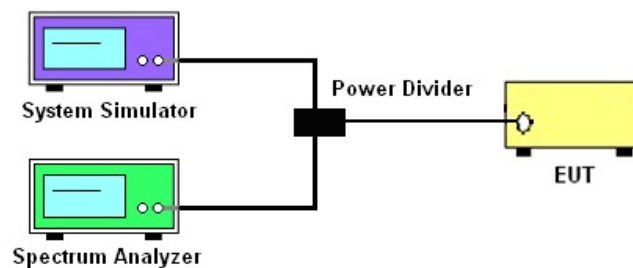 System Simulator
Power Divider
EUT
Spectrum Analyzer